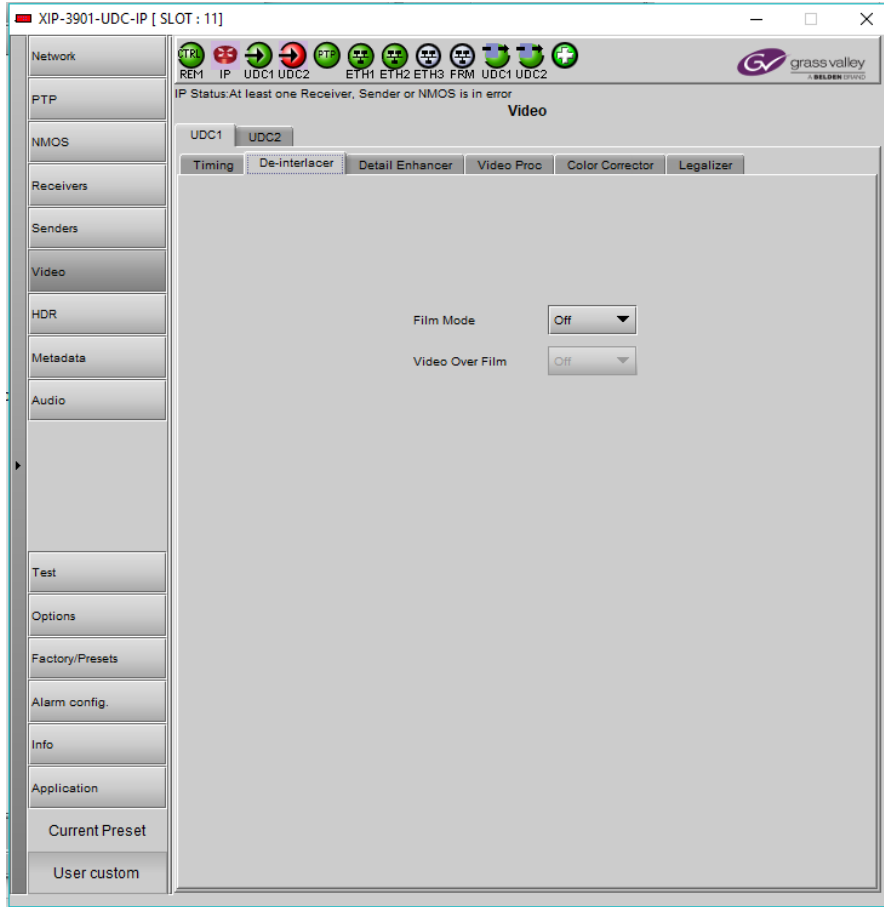 XIP-3901-UDC-IP [ SLOT : 11]
Network
PTP
NMOS
Receivers
Senders
Video
HDR
Metadata
Audio
Test
Options
Factory/Presets
Alarm config.
Info
Application
Current Preset
User custom
CTRL PTP
REM IP UDC1 UDC2 ETH1 ETH2 ETH3 FRM UDC1 UDC2
GV grass valley
A BELDEN BRAND
IP Status:At least one Receiver, Sender or NMOS is in error
Video
UDC1 UDC2
Timing De-interlacer Detail Enhancer Video Proc Color Corrector Legalizer
Film Mode Off
Video Over Film Off